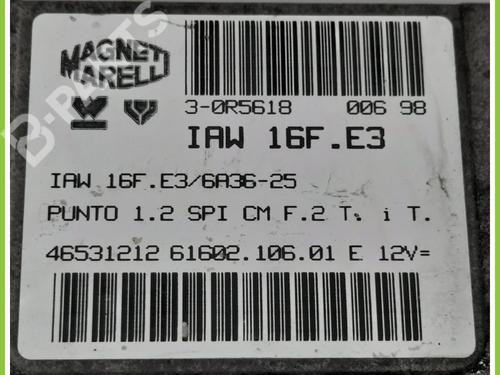 MAGNETI
MARELLI
3-0R5618 006 98
IAW 16F.E3
IAW 16F.E3/6A36-25
PUNTO 1.2 SPI CM F.2 T. i T.
46531212 61602.106.01 E 12V=
B-PARTS